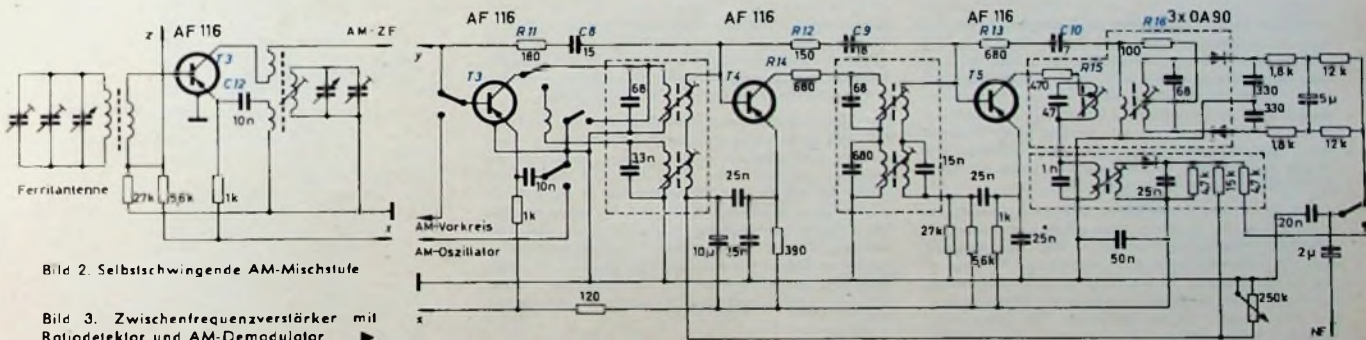 AF 116
AF 116
AF 116
AF 116
3x0A90
z
T3
C12
10n
AM-ZF
Ferritantenne
27k
5,6k
1k
x
Bild 2. Selbstschwingende AM-Mischstufe
Bild 3. Zwischenfrequenzverstärker mit
Ratiodetektor und AM-Demodulator
y
R11
180
C8
15
T3
68
33n
10n
1k
AM-Vorkreis
AM-Oszillator
x
120
R12
150
C9
18
T4
R14
680
25n
10µ
390
68
680
15n
R13
680
C10
7
T5
R15
470
47
25n
27k
5,6k
1k
25n
R16
100
68
330
330
1,8k
12k
5µ
1,8k
12k
1n
25n
15k
50n
20n
2µ
250k
NF